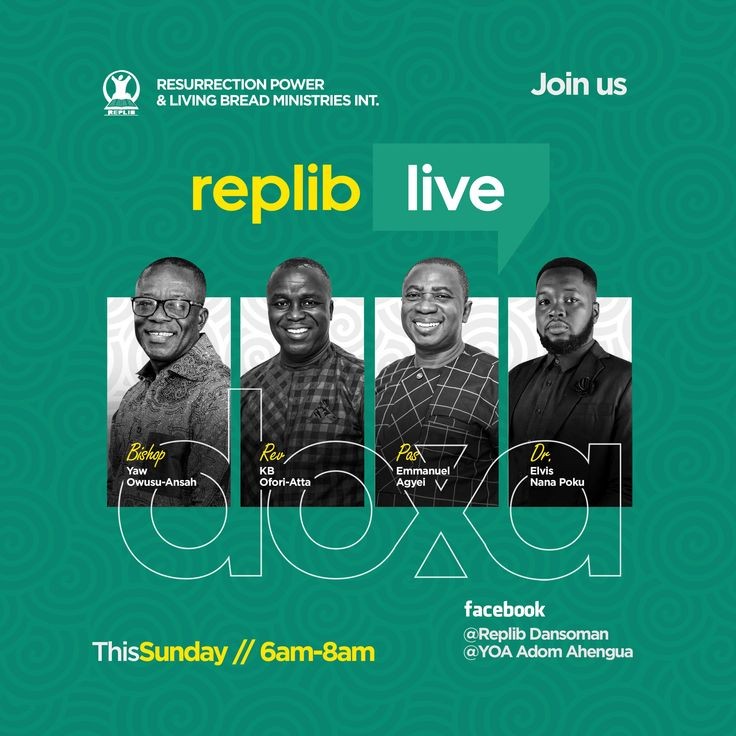 REPLIB
RESURRECTION POWER
& LIVING BREAD MINISTRIES INT.
Join us
replib live
Bishop
Yaw
Owusu-Ansah
Rev
KB
Ofori-Atta
Pas
Emmanuel
Agyei
Dr.
Elvis
Nana Poku
doxa
facebook
@Replib Dansoman
@YOA Adom Ahengua
ThisSunday // 6am-8am